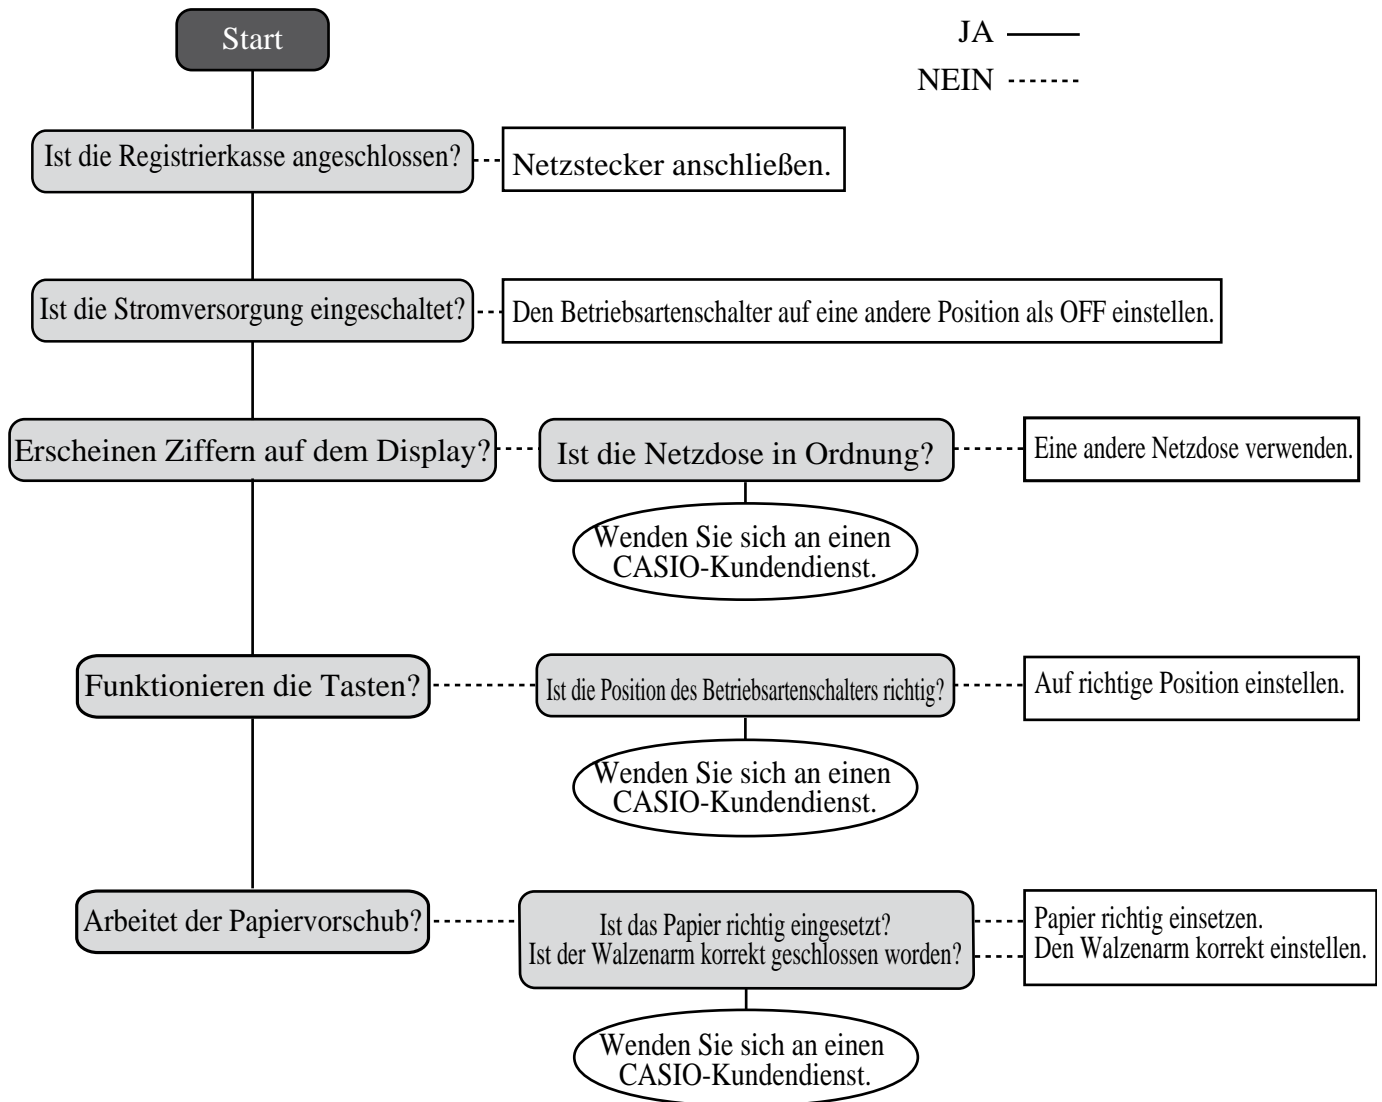 Start
JA
NEIN
Ist die Registrierkasse angeschlossen?
Netzstecker anschließen.
Ist die Stromversorgung eingeschaltet?
Den Betriebsartenschalter auf eine andere Position als OFF einstellen.
Erscheinen Ziffern auf dem Display?
Ist die Netzdose in Ordnung?
Eine andere Netzdose verwenden.
Wenden Sie sich an einen
CASIO-Kundendienst.
Funktionieren die Tasten?
Ist die Position des Betriebsartenschalters richtig?
Auf richtige Position einstellen.
Wenden Sie sich an einen
CASIO-Kundendienst.
Arbeitet der Papiervorschub?
Ist das Papier richtig eingesetzt?
Ist der Walzenarm korrekt geschlossen worden?
Papier richtig einsetzen.
Den Walzenarm korrekt einstellen.
Wenden Sie sich an einen
CASIO-Kundendienst.